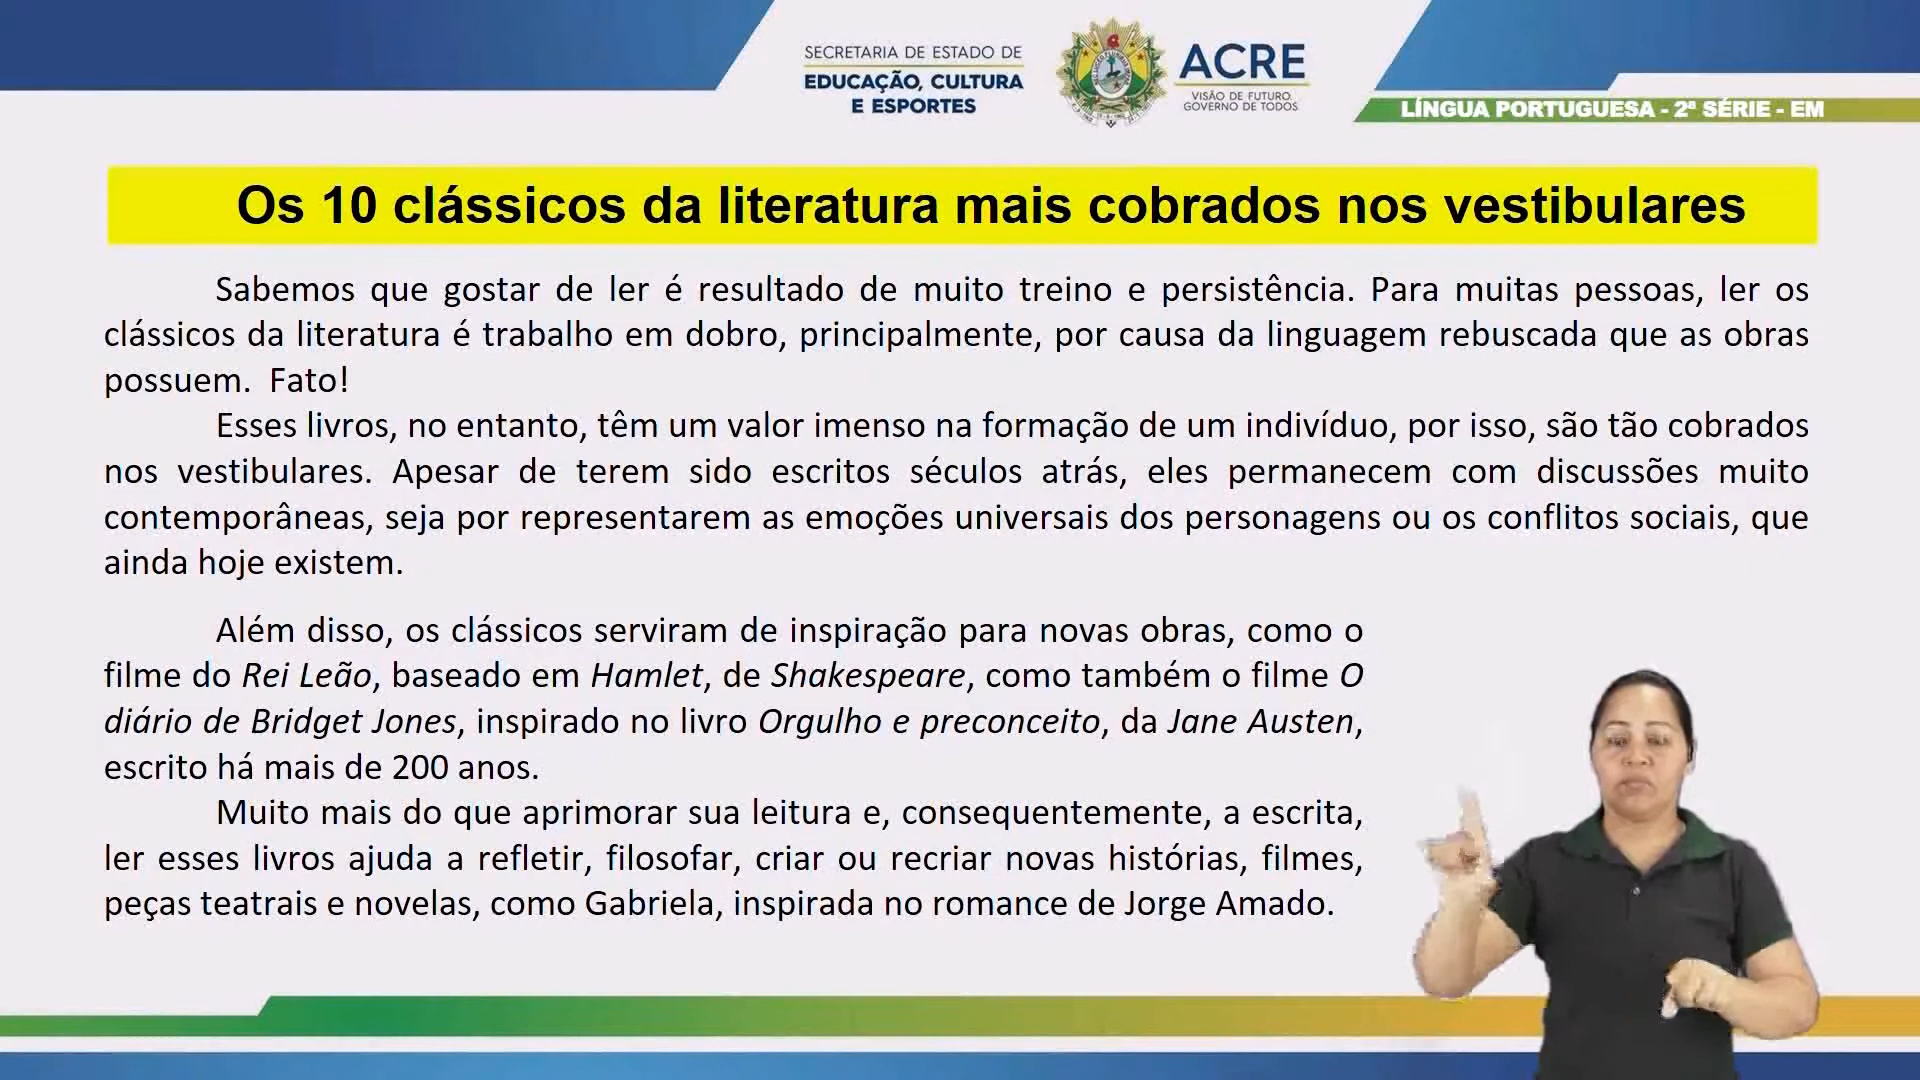 SECRETARIA DE ESTADO DE
EDUCAÇÃO, CULTURA
E ESPORTES
ACRE
VISÃO DE FUTURO.
GOVERNO DE TODOS
LÍNGUA PORTUGUESA - 2ª SÉRIE - EM
Os 10 clássicos da literatura mais cobrados nos vestibulares
Sabemos que gostar de ler é resultado de muito treino e persistência. Para muitas pessoas, ler os
clássicos da literatura é trabalho em dobro, principalmente, por causa da linguagem rebuscada que as obras
possuem. Fato!
Esses livros, no entanto, têm um valor imenso na formação de um indivíduo, por isso, são tão cobrados
nos vestibulares. Apesar de terem sido escritos séculos atrás, eles permanecem com discussões muito
contemporâneas, seja por representarem as emoções universais dos personagens ou os conflitos sociais, que
ainda hoje existem.
Além disso, os clássicos serviram de inspiração para novas obras, como o
filme do Rei Leão, baseado em Hamlet, de Shakespeare, como também o filme O
diário de Bridget Jones, inspirado no livro Orgulho e preconceito, da Jane Austen,
escrito há mais de 200 anos.
Muito mais do que aprimorar sua leitura e, consequentemente, a escrita,
ler esses livros ajuda a refletir, filosofar, criar ou recriar novas histórias, filmes,
peças teatrais e novelas, como Gabriela, inspirada no romance de Jorge Amado.